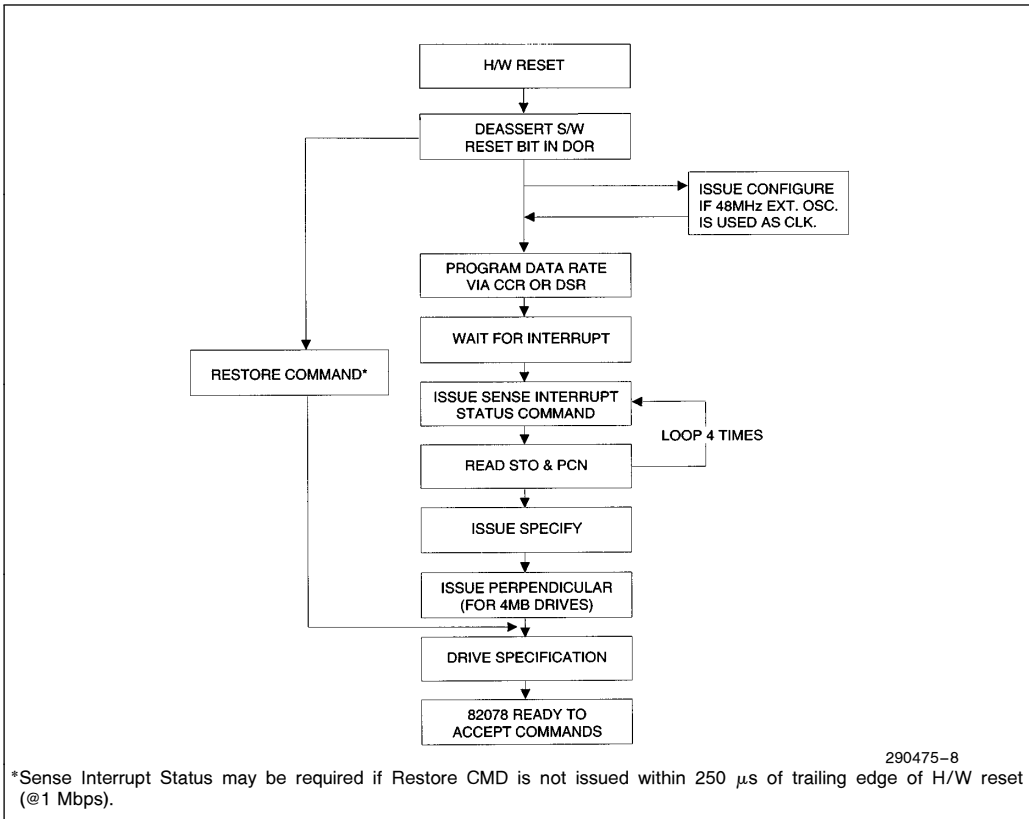 H/W RESET
DEASSERT S/W
RESET BIT IN DOR
ISSUE CONFIGURE
IF 48MHz EXT. OSC.
IS USED AS CLK.
PROGRAM DATA RATE
VIA CCR OR DSR
WAIT FOR INTERRUPT
RESTORE COMMAND*
ISSUE SENSE INTERRUPT
STATUS COMMAND
LOOP 4 TIMES
READ STO & PCN
ISSUE SPECIFY
ISSUE PERPENDICULAR
(FOR 4MB DRIVES)
DRIVE SPECIFICATION
82078 READY TO
ACCEPT COMMANDS
290475–8
*Sense Interrupt Status may be required if Restore CMD is not issued within 250 μs of trailing edge of H/W reset
(@1 Mbps).